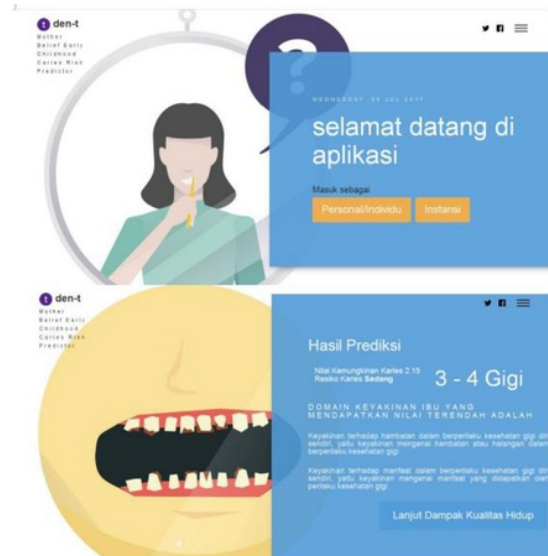 den-t
Mother
Belief Early
Childhood
Caries Risk
Predictor
?
WEDNESDAY, JUL 2017
selamat datang di
aplikasi
Masuk sebagai
Personal/Individu
Instansi
den-t
Mother
Belief Early
Childhood
Caries Risk
Predictor
Hasil Prediksi
Nilai Kemungkinan Karies 2,15
Resiko Karies Sedang
3 - 4 Gigi
DOMAIN KEYAKINAN IBU YANG
MENDAPATKAN NILAI TERENDAH ADALAH
Keyakinan terhadap hambatan dalam berperilaku kesehatan gigi diri
sendiri, yaitu keyakinan mengenai hambatan atau halangan dalam
berperilaku kesehatan gigi
Keyakinan terhadap manfaat dalam berperilaku kesehatan gigi diri
sendiri, yaitu keyakinan mengenai manfaat yang didapatkan oleh
perilaku kesehatan gigi
Lanjut Dampak Kualitas Hidup